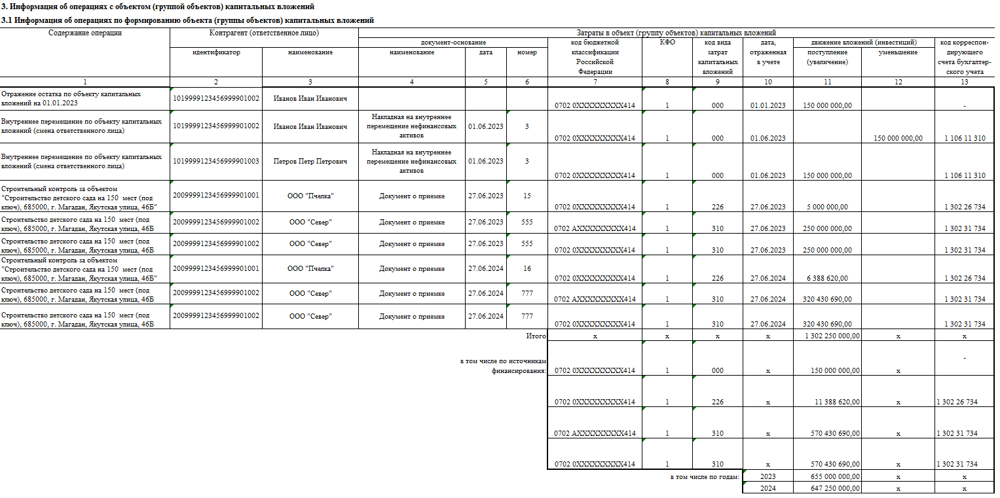 3. Информация об операциях с объектом (группой объектов) капитальных вложений
3.1 Информация об операциях по формированию объекта (группы объектов) капитальных вложений
Содержание операции
Контрагент (ответственное лицо)
Затраты в объект (группу объектов) капитальных вложений
идентификатор
наименование
документ-основание
наименование
дата
номер
код бюджетной
классификации
Российской
Федерации
КФО
код вида
затрат
капитальных
вложений
дата,
отраженная
в учете
движение вложений (инвестиций)
поступление
(увеличение)
уменьшение
код корреспон-
дирующего
счета бухгалтер-
ского учета
1 2 3 4 5 6 7 8 9 10 11 12 13
Отражение остатка по объекту капитальных
вложений на 01.01.2023
1019999123456999901002 Иванов Иван Иванович
0702 0XXXXXXXXX414 1 000 01.01.2023 150 000 000,00 -
Внутреннее перемещение по объекту капитальных
вложений (смена ответственного лица)
1019999123456999901002 Иванов Иван Иванович
Накладная на внутреннее
перемещение нефинансовых
активов
01.06.2023 3
0702 0XXXXXXXXX414 1 000 01.06.2023 150 000 000,00 1 106 11 310
Внутреннее перемещение по объекту капитальных
вложений (смена ответственного лица)
1019999123456999901003 Петров Петр Петрович
Накладная на внутреннее
перемещение нефинансовых
активов
01.06.2023 3
0702 0XXXXXXXXX414 1 000 01.06.2023 150 000 000,00 1 106 11 310
Строительный контроль за объектом
"Строительство детского сада на 150 мест (под
ключ), 685000, г. Магадан, Якутская улица, 46Б"
2009999123456999901001 ООО "Пчелка" Документ о приемке 27.06.2023 15
0702 0XXXXXXXXX414 1 226 27.06.2023 5 000 000,00 1 302 26 734
Строительство детского сада на 150 мест (под
ключ), 685000, г. Магадан, Якутская улица, 46Б
2009999123456999901002 ООО "Север" Документ о приемке 27.06.2023 555
0702 AXXXXXXXXX414 1 310 27.06.2023 250 000 000,00 1 302 31 734
Строительство детского сада на 150 мест (под
ключ), 685000, г. Магадан, Якутская улица, 46Б
2009999123456999901002 ООО "Север" Документ о приемке 27.06.2023 555
0702 0XXXXXXXXX414 1 310 27.06.2023 250 000 000,00 1 302 31 734
Строительный контроль за объектом
"Строительство детского сада на 150 мест (под
ключ), 685000, г. Магадан, Якутская улица, 46Б"
2009999123456999901001 ООО "Пчелка" Документ о приемке 27.06.2024 16
0702 0XXXXXXXXX414 1 226 27.06.2024 6 388 620,00 1 302 26 734
Строительство детского сада на 150 мест (под
ключ), 685000, г. Магадан, Якутская улица, 46Б
2009999123456999901002 ООО "Север" Документ о приемке 27.06.2024 777
0702 AXXXXXXXXX414 1 310 27.06.2024 320 430 690,00 1 302 31 734
Строительство детского сада на 150 мест (под
ключ), 685000, г. Магадан, Якутская улица, 46Б
2009999123456999901002 ООО "Север" Документ о приемке 27.06.2024 777
0702 0XXXXXXXXX414 1 310 27.06.2024 320 430 690,00 1 302 31 734
Итого x x x x 1 302 250 000,00 x x
в том числе по источникам
финансирования:
0702 0XXXXXXXXX414 1 000 x 150 000 000,00 x -
0702 0XXXXXXXXX414 1 226 x 11 388 620,00 x 1 302 26 734
0702 AXXXXXXXXX414 1 310 x 570 430 690,00 x 1 302 31 734
0702 0XXXXXXXXX414 1 310 x 570 430 690,00 x 1 302 31 734
в том числе по годам: 2023 655 000 000,00 x x
2024 647 250 000,00 x x